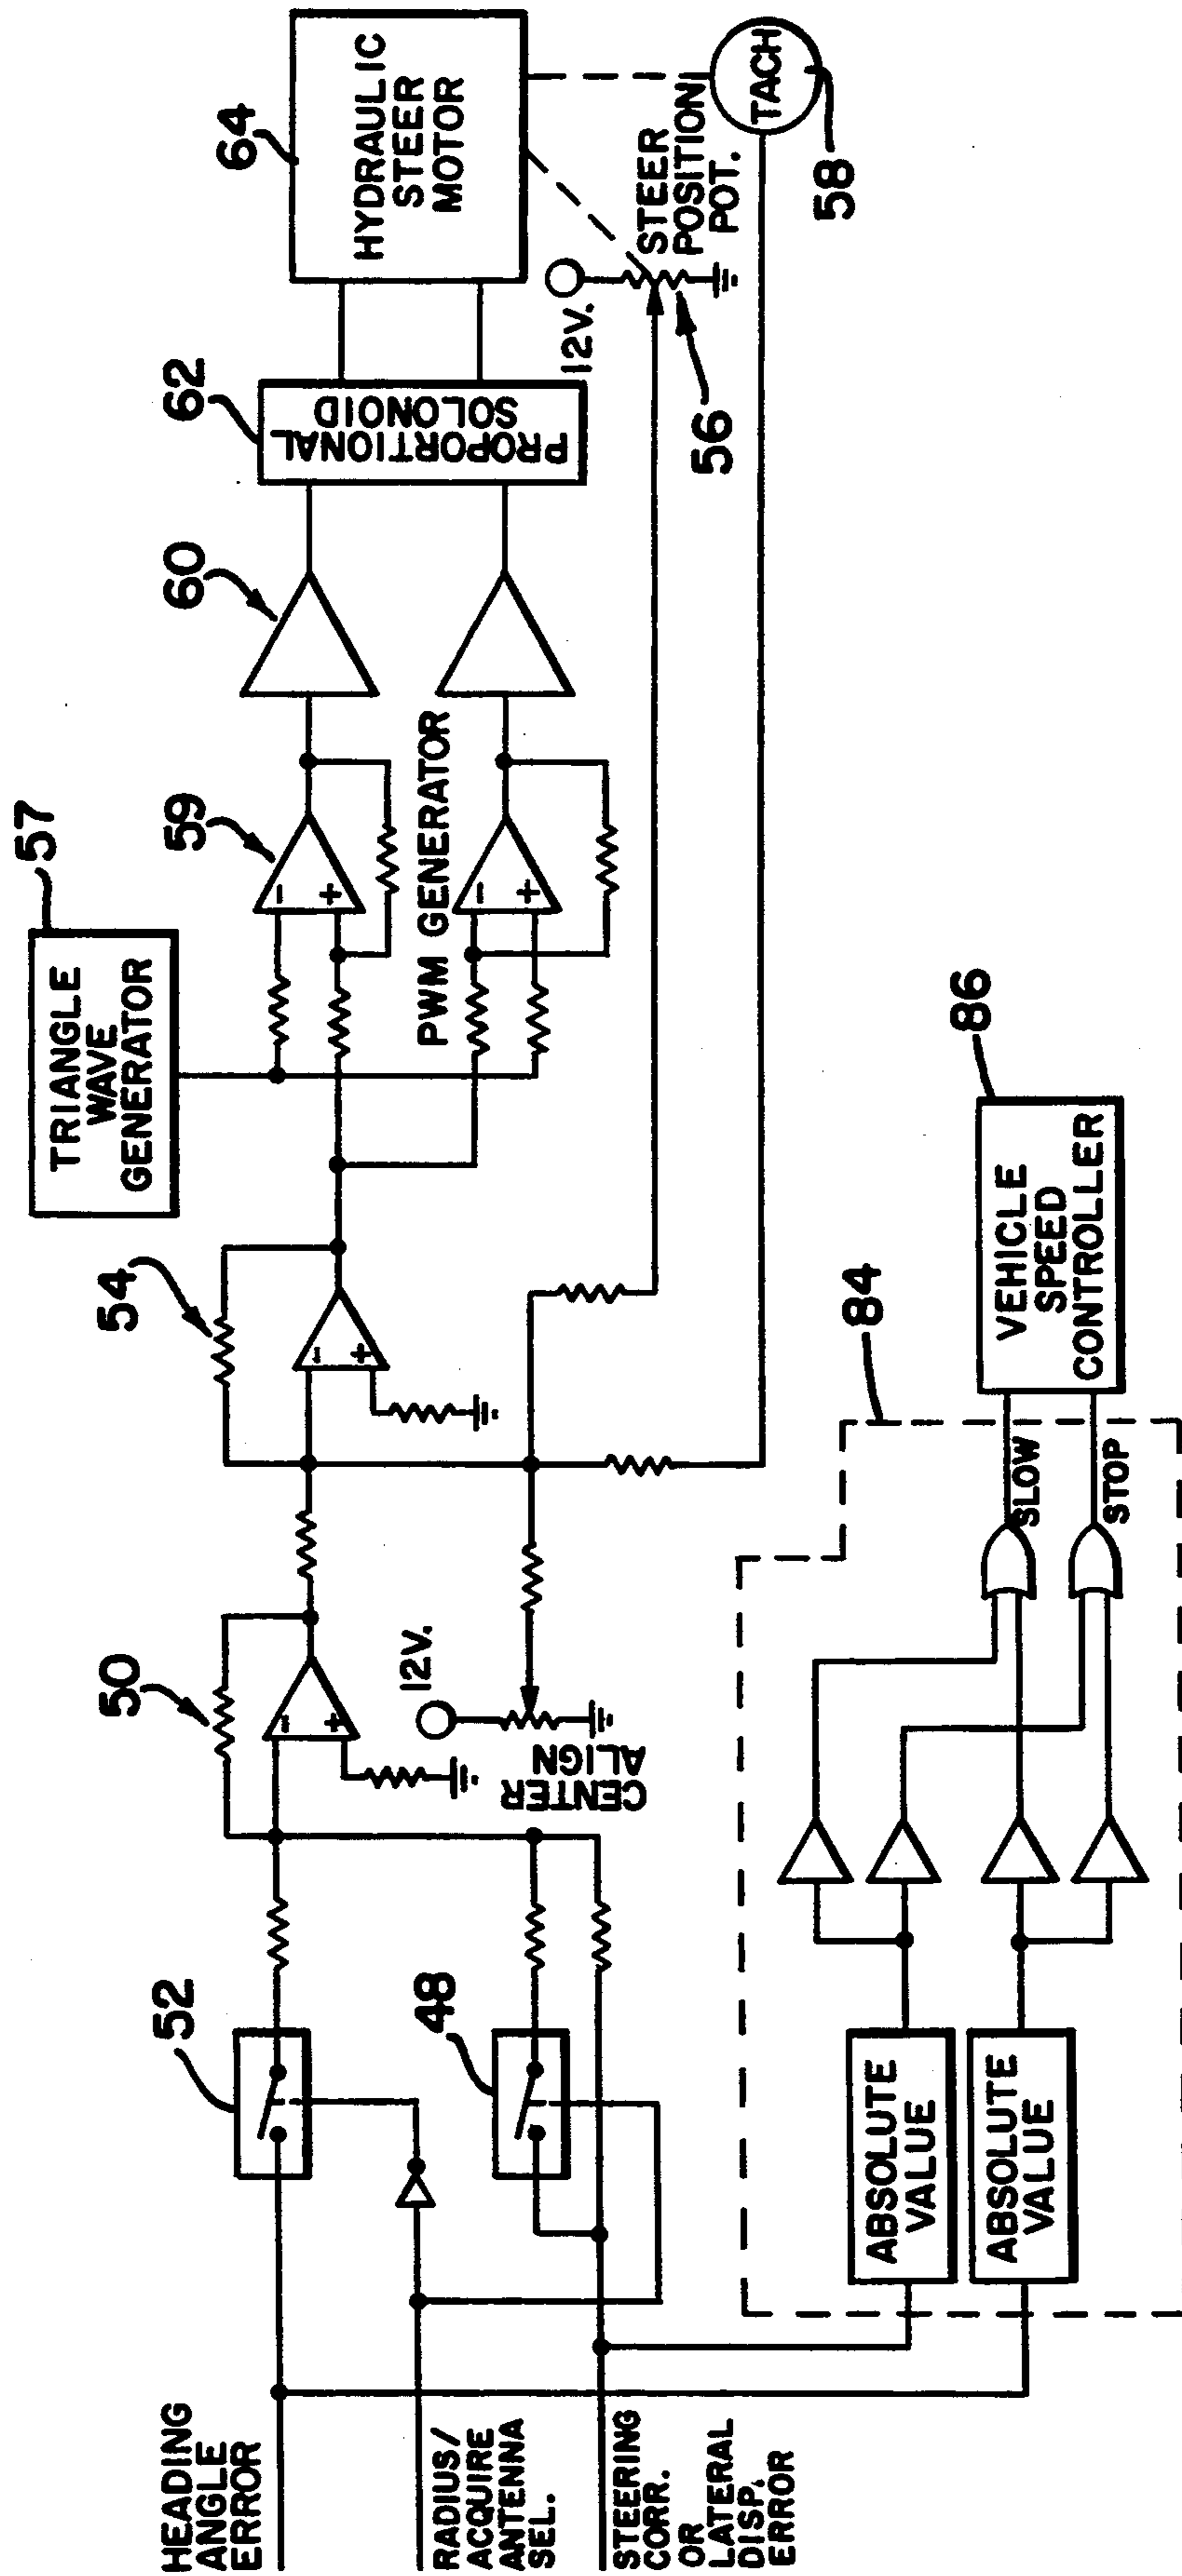 HEADING
ANGLE
ERROR
RADIUS/
ACQUIRE
ANTENNA
SEL.
STEERING
CORR.
OR
LATERAL
DISP.
ERROR
52
48
50
12V.
CENTER
ALIGN
54
57
TRIANGLE
WAVE
GENERATOR
59
PWM GENERATOR
60
62
PROPORTIONAL
SOLONOID
64
HYDRAULIC
STEER
MOTOR
12V.
STEER
POSITION
POT.
56
TACH
58
ABSOLUTE
VALUE
ABSOLUTE
VALUE
84
SLOW
STOP
VEHICLE
SPEED
CONTROLLER
86
-
+
-
+
-
+
-
+